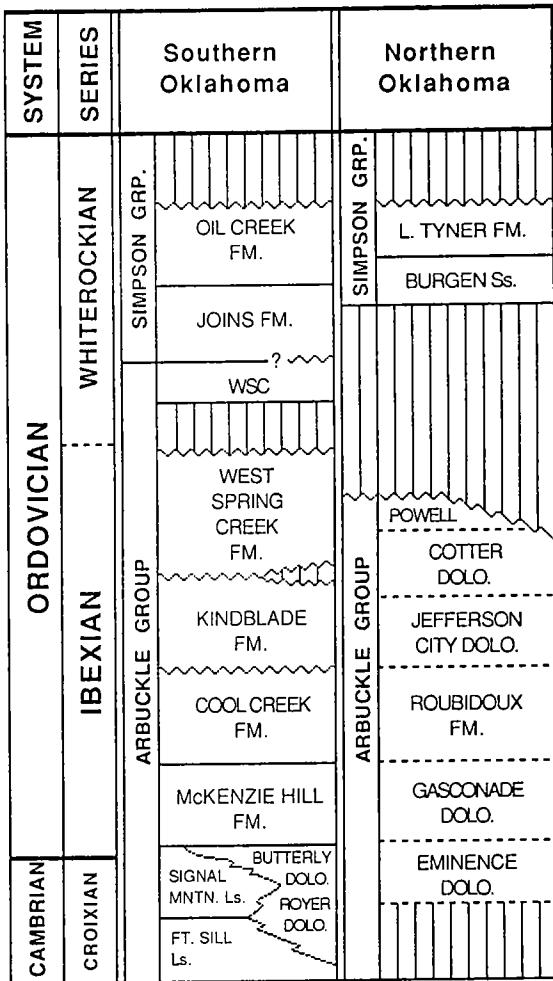 SYSTEM
SERIES
Southern
Oklahoma
Northern
Oklahoma
ORDOVICIAN
CAMBRIAN
WHITEROCKIAN
IBEXIAN
CROIXIAN
SIMPSON GRP.
ARBUCKLE GROUP
OIL CREEK
FM.
JOINS FM.
?
WSC
WEST
SPRING
CREEK
FM.
KINDBLADE
FM.
COOL CREEK
FM.
McKENZIE HILL
FM.
BUTTERLY
DOLO.
SIGNAL
MNTN. Ls.
ROYER
DOLO.
FT. SILL
Ls.
SIMPSON GRP.
ARBUCKLE GROUP
L. TYNER FM.
BURGEN Ss.
POWELL
COTTER
DOLO.
JEFFERSON
CITY DOLO.
ROUBIDOUX
FM.
GASCONADE
DOLO.
EMINENCE
DOLO.